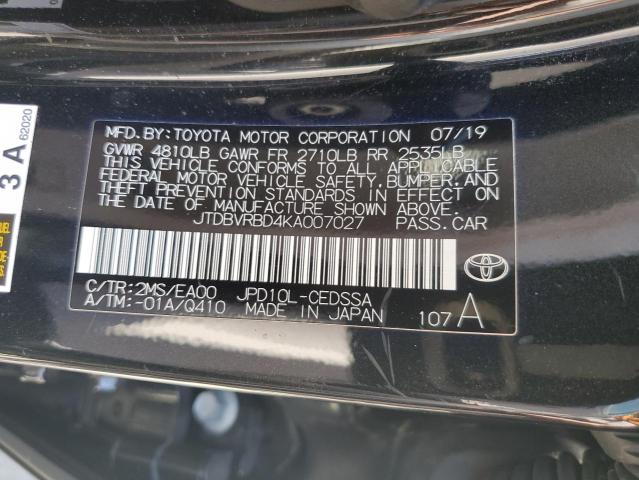 MFD.BY:TOYOTA MOTOR CORPORATION 07/19
GVWR 4810LB GAWR FR 2710LB RR 2535LB
THIS VEHICLE CONFORMS TO ALL APPLICABLE
FEDERAL MOTOR VEHICLE SAFETY,BUMPER,AND
THEFT PREVENTION STANDARDS IN EFFECT ON
THE DATE OF MANUFACTURE SHOWN ABOVE.
JTDBVRBD4KA007027 PASS.CAR
C/TR:2MS/EA00 JPD10L-CEDSSA
A/TM:-01A/Q410 MADE IN JAPAN 107A
3A
62020